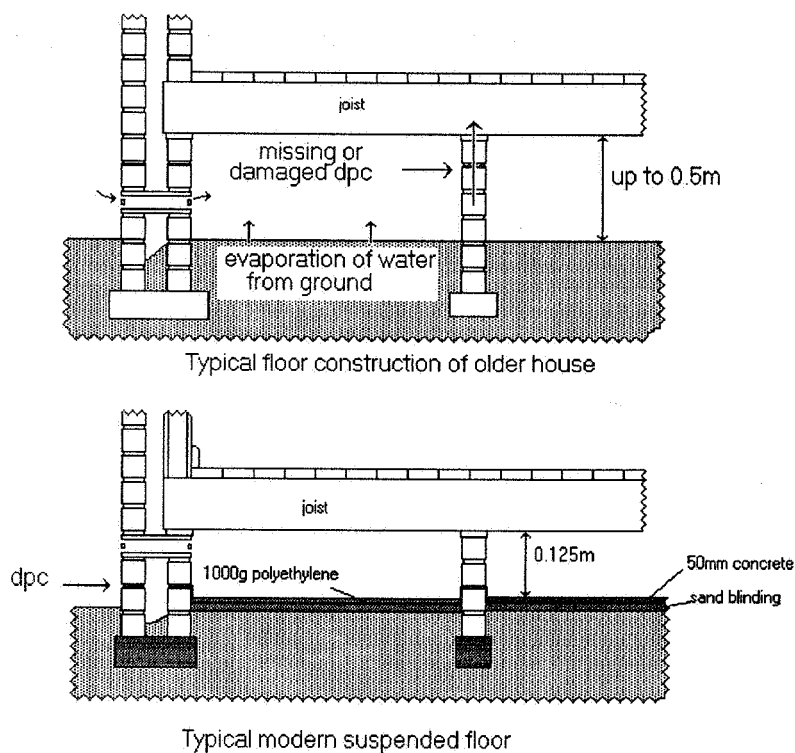 joist
missing or
damaged dpc
up to 0.5m
evaporation of water
from ground
Typical floor construction of older house
joist
0.125m
dpc
1000g polyethylene
50mm concrete
sand blinding
Typical modern suspended floor